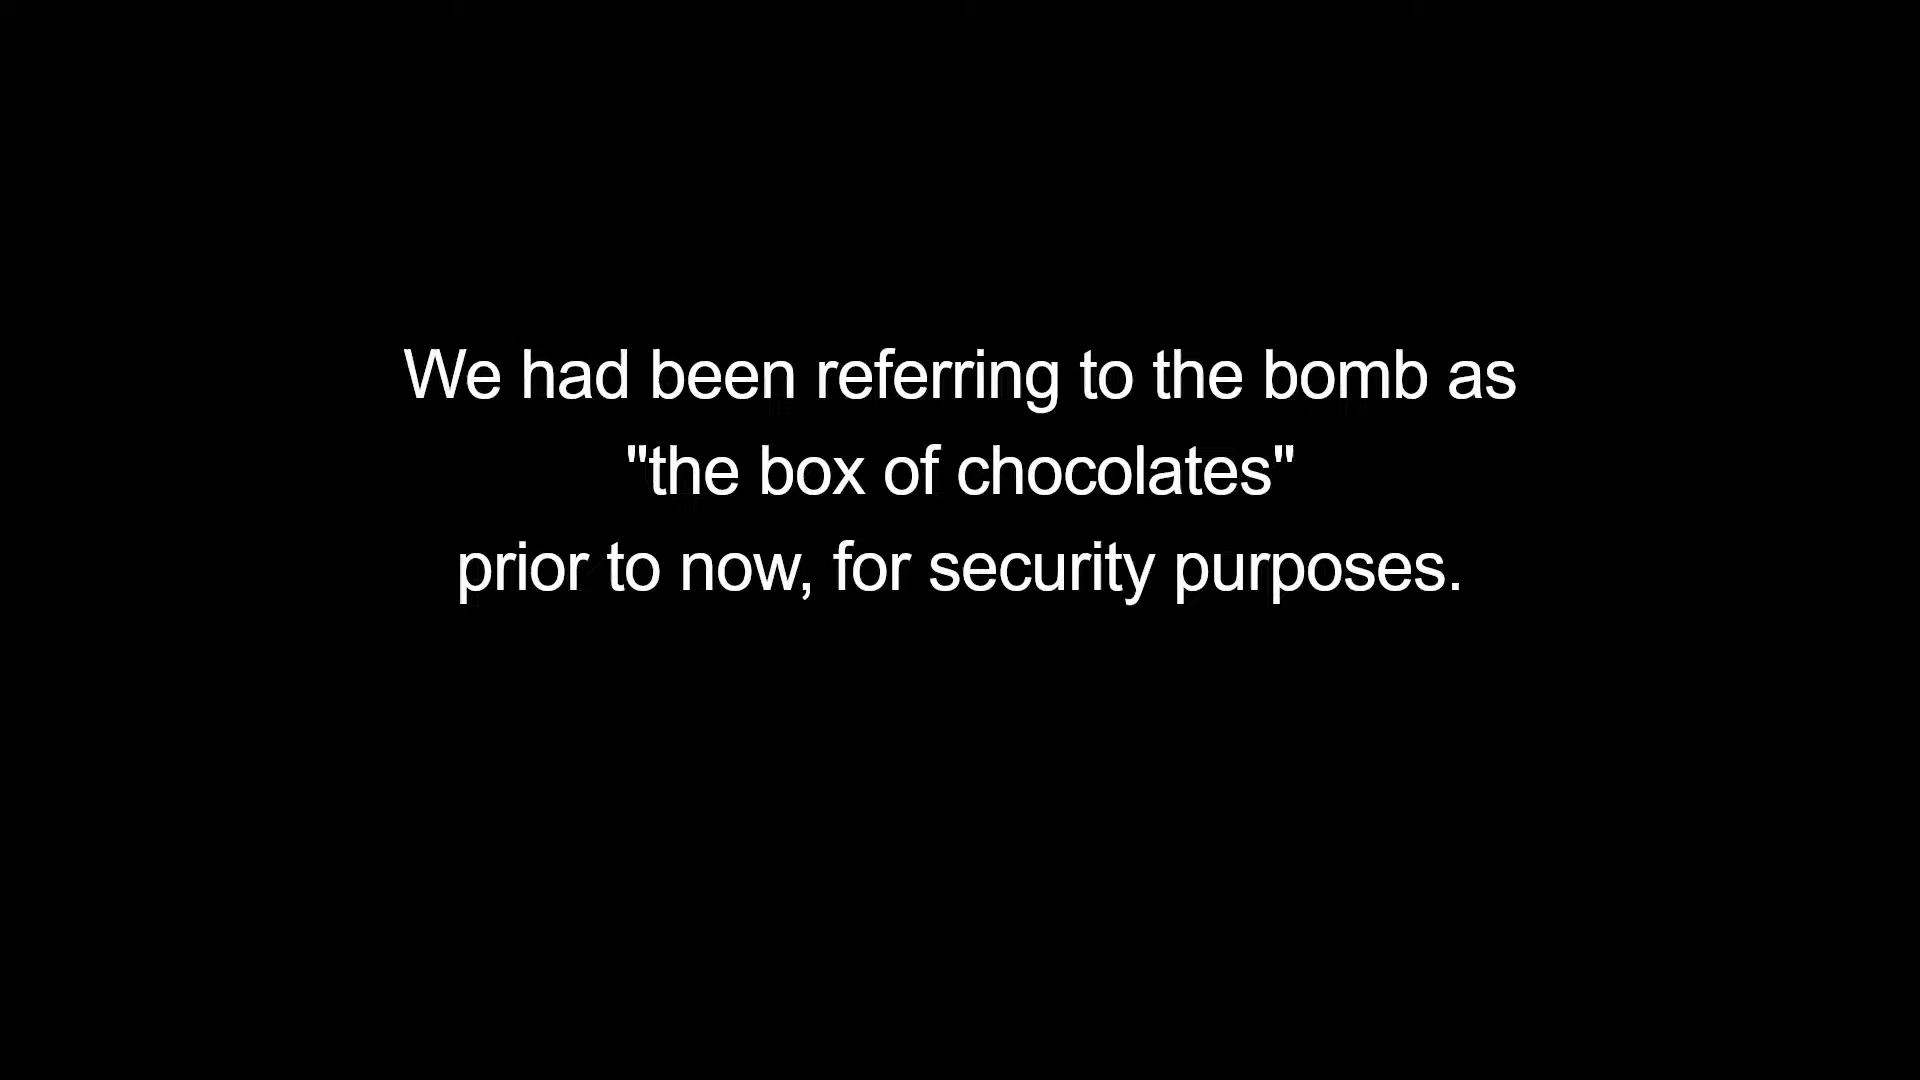 We had been referring to the bomb as
"the box of chocolates"
prior to now, for security purposes.